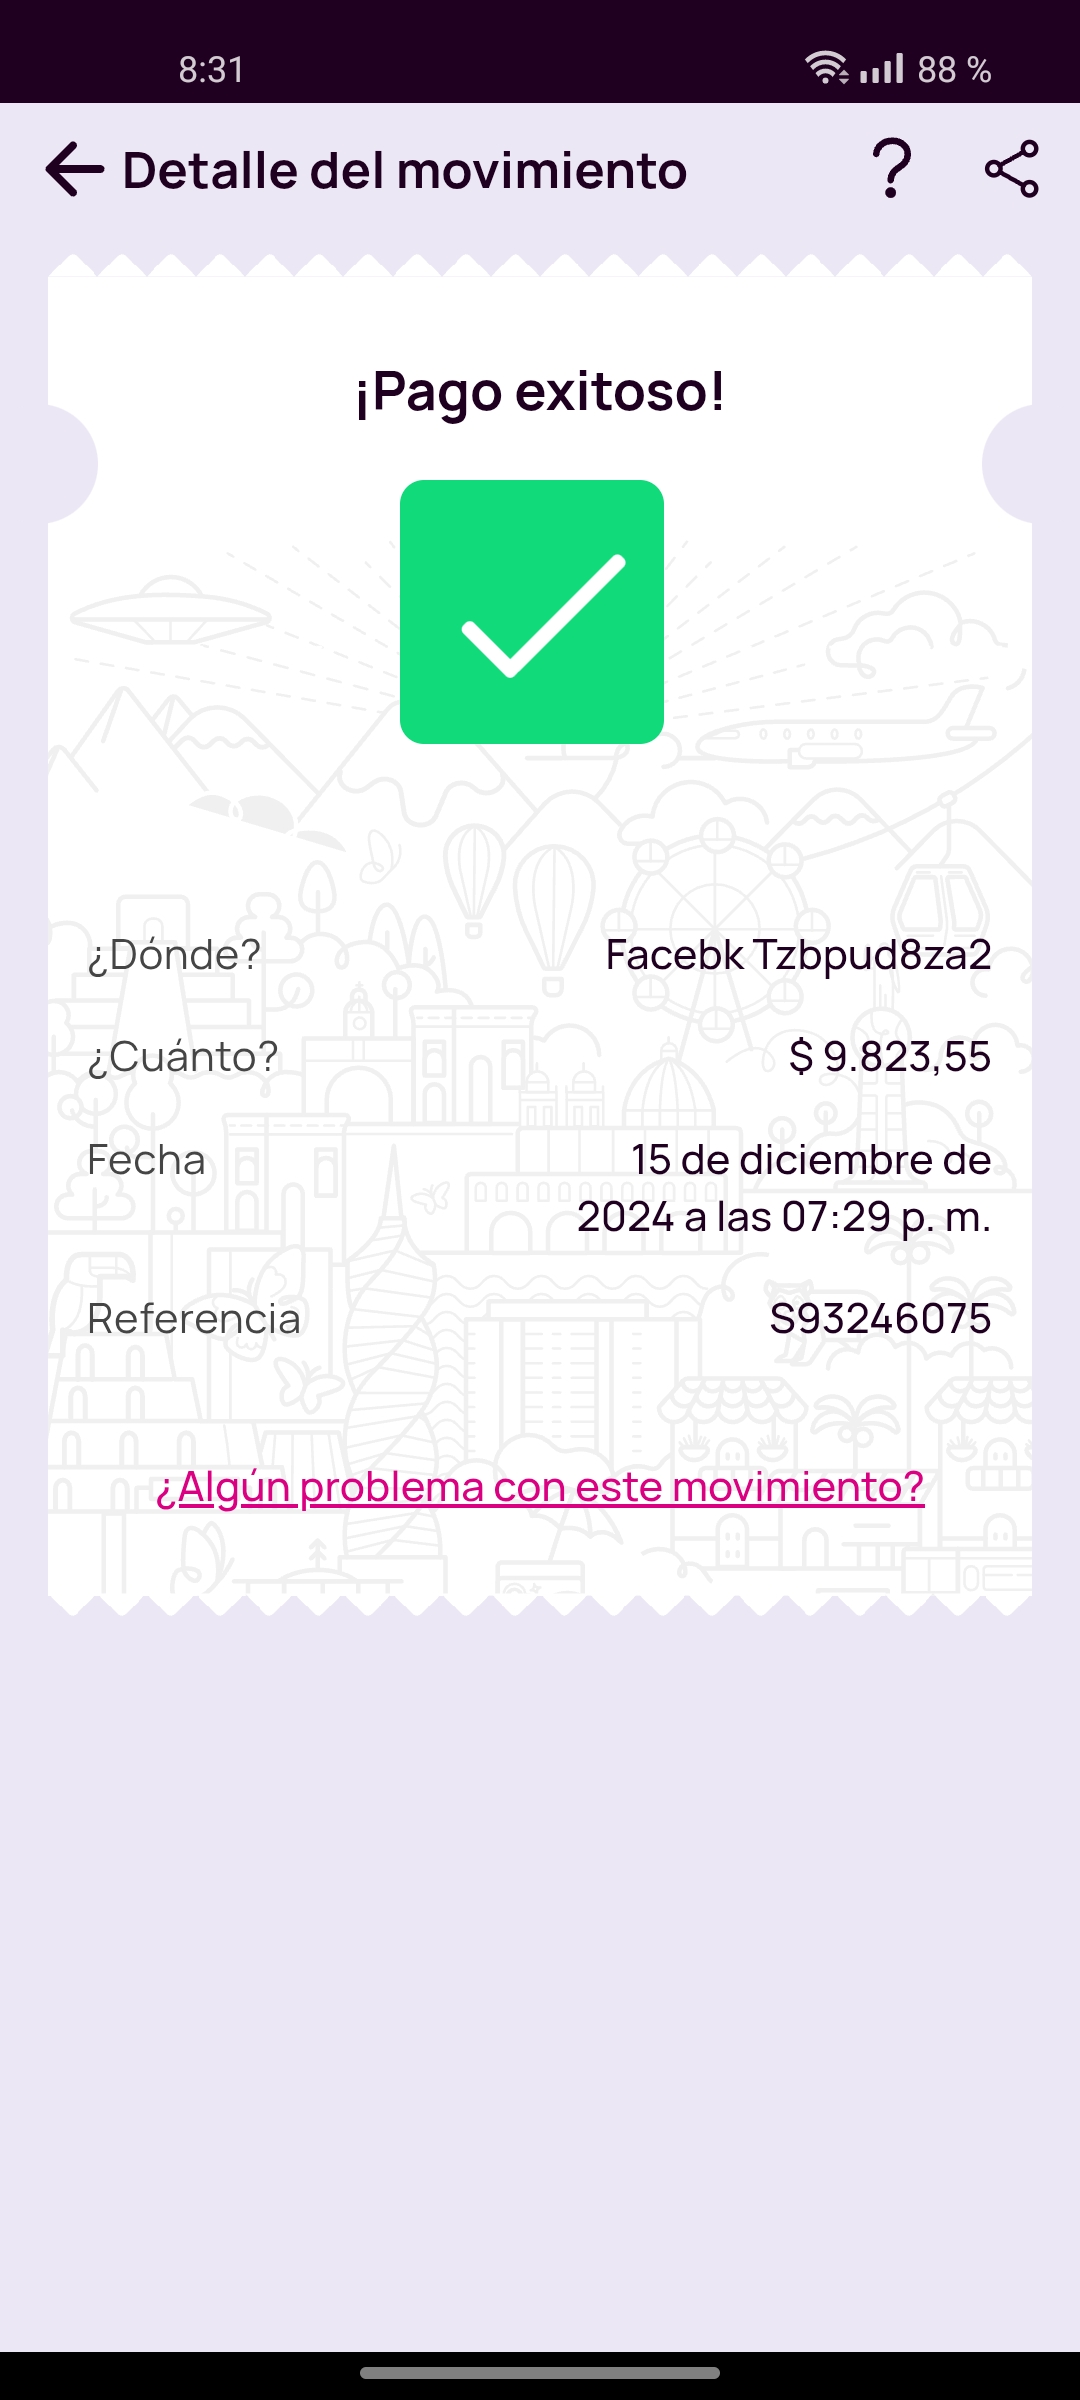 8:31
88 %
Detalle del movimiento
¡Pago exitoso!
¿Dónde? Facebk Tzbpud8za2
¿Cuánto? $ 9.823,55
Fecha 15 de diciembre de
2024 a las 07:29 p. m.
Referencia S93246075
¿Algún problema con este movimiento?